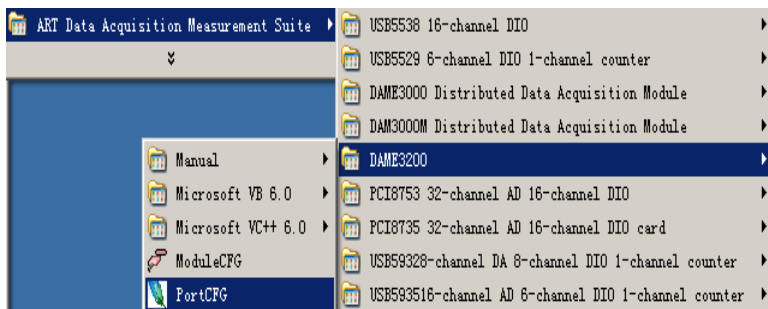 ART Data Acquisition Measurement Suite
USB5538 16-channel DIO
USB5529 6-channel DIO 1-channel counter
DAME3000 Distributed Data Acquisition Module
DAM3000M Distributed Data Acquisition Module
DAME3200
PCI8753 32-channel AD 16-channel DIO
PCI8735 32-channel AD 16-channel DIO card
USB59328-channel DA 8-channel DIO 1-channel counter
USB593516-channel AD 6-channel DIO 1-channel counter
Manual
Microsoft VB 6.0
Microsoft VC++ 6.0
ModuleCFG
PortCFG